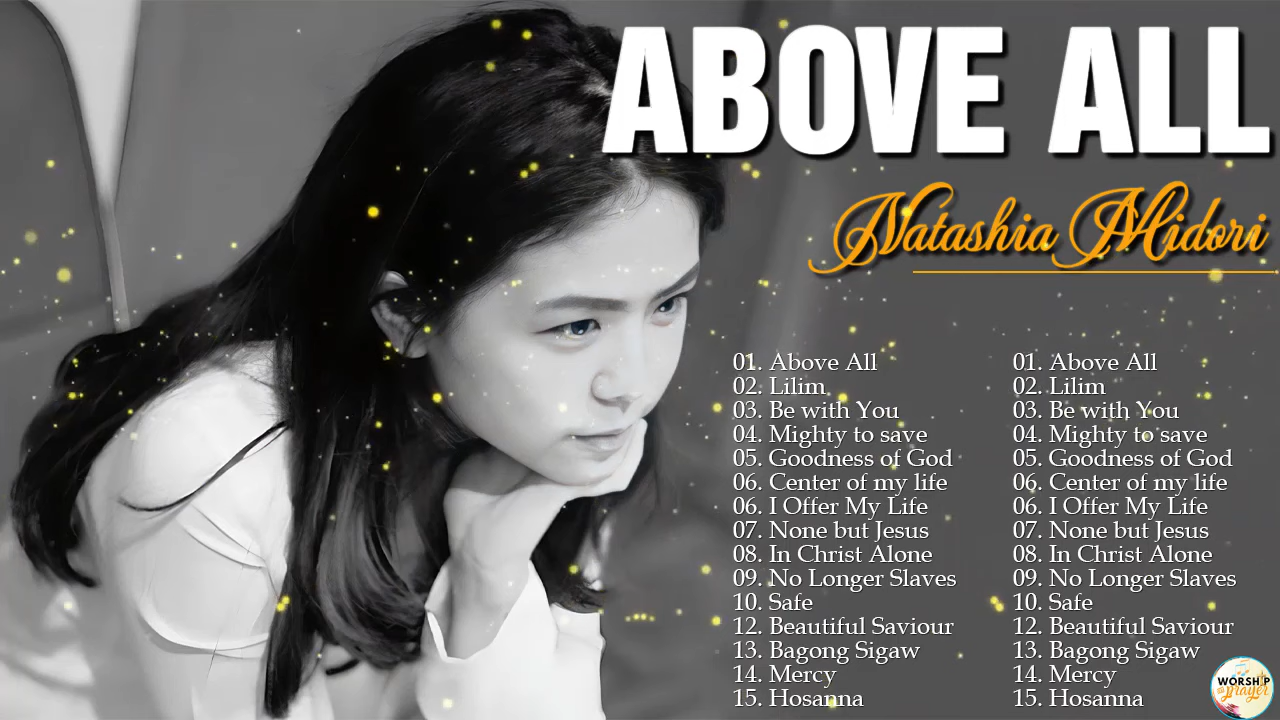 ABOVE ALL
Natashia Midori
01. Above All
02. Lilim
03. Be with You
04. Mighty to save
05. Goodness of God
06. Center of my life
06. I Offer My Life
07. None but Jesus
08. In Christ Alone
09. No Longer Slaves
10. Safe
12. Beautiful Saviour
13. Bagong Sigaw
14. Mercy
15. Hosanna
01. Above All
02. Lilim
03. Be with You
04. Mighty to save
05. Goodness of God
06. Center of my life
06. I Offer My Life
07. None but Jesus
08. In Christ Alone
09. No Longer Slaves
10. Safe
12. Beautiful Saviour
13. Bagong Sigaw
14. Mercy
15. Hosanna
WORSHIP
@prayer